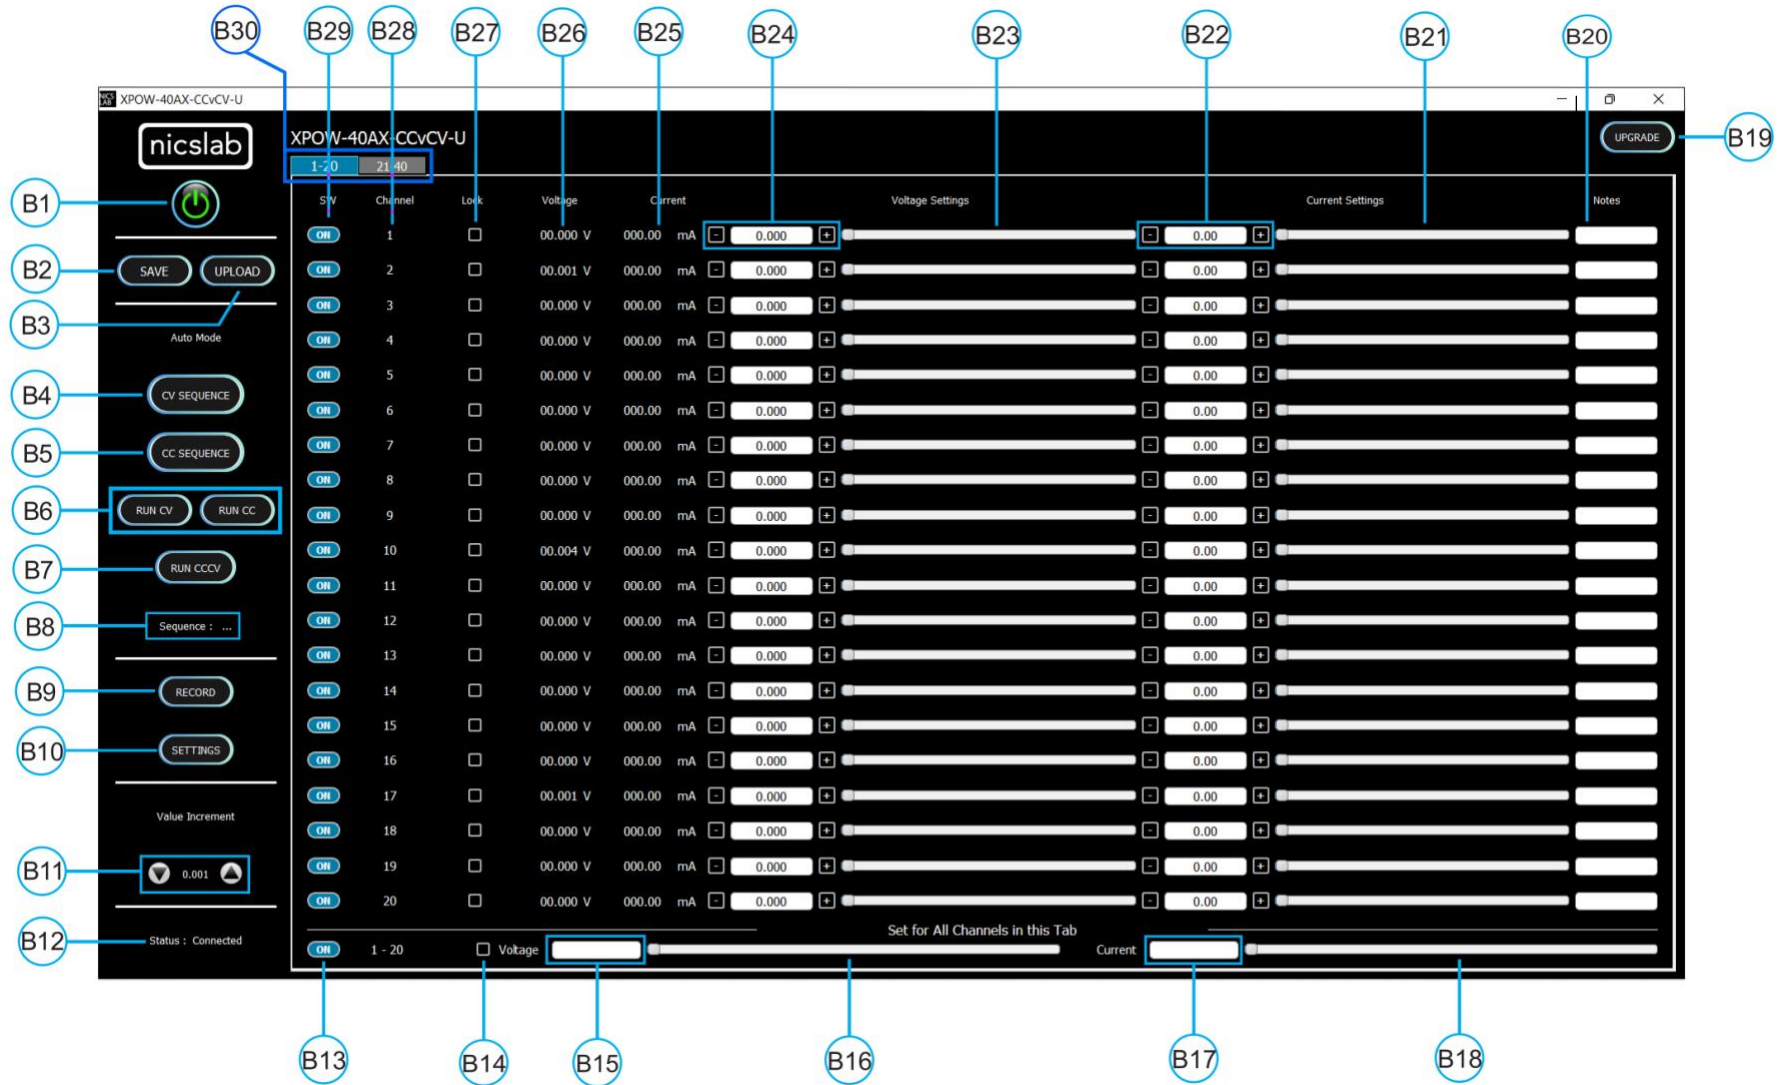 B30 B29 B28 B27 B26 B25 B24 B23 B22 B21 B20
NICS LAB XPOW-40AX-CCvCV-U
nicslab XPOW-40AX-CCvCV-U UPGRADE B19
1-20 21-40
B1 SW Channel Lock Voltage Current Voltage Settings Current Settings Notes
ON 1 00.000 V 000.00 mA - 0.000 + - 0.00 +
B2 SAVE UPLOAD ON 2 00.001 V 000.00 mA - 0.000 + - 0.00 +
B3 ON 3 00.000 V 000.00 mA - 0.000 + - 0.00 +
Auto Mode ON 4 00.000 V 000.00 mA - 0.000 + - 0.00 +
ON 5 00.000 V 000.00 mA - 0.000 + - 0.00 +
B4 CV SEQUENCE ON 6 00.000 V 000.00 mA - 0.000 + - 0.00 +
B5 CC SEQUENCE ON 7 00.000 V 000.00 mA - 0.000 + - 0.00 +
ON 8 00.000 V 000.00 mA - 0.000 + - 0.00 +
B6 RUN CV RUN CC ON 9 00.000 V 000.00 mA - 0.000 + - 0.00 +
ON 10 00.004 V 000.00 mA - 0.000 + - 0.00 +
B7 RUN CCCV ON 11 00.000 V 000.00 mA - 0.000 + - 0.00 +
B8 Sequence : ... ON 12 00.000 V 000.00 mA - 0.000 + - 0.00 +
ON 13 00.000 V 000.00 mA - 0.000 + - 0.00 +
B9 RECORD ON 14 00.000 V 000.00 mA - 0.000 + - 0.00 +
ON 15 00.000 V 000.00 mA - 0.000 + - 0.00 +
B10 SETTINGS ON 16 00.000 V 000.00 mA - 0.000 + - 0.00 +
ON 17 00.001 V 000.00 mA - 0.000 + - 0.00 +
Value Increment ON 18 00.000 V 000.00 mA - 0.000 + - 0.00 +
B11 0.001 ON 19 00.000 V 000.00 mA - 0.000 + - 0.00 +
ON 20 00.000 V 000.00 mA - 0.000 + - 0.00 +
Set for All Channels in this Tab
B12 Status : Connected ON 1 - 20 Voltage Current
B13 B14 B15 B16 B17 B18